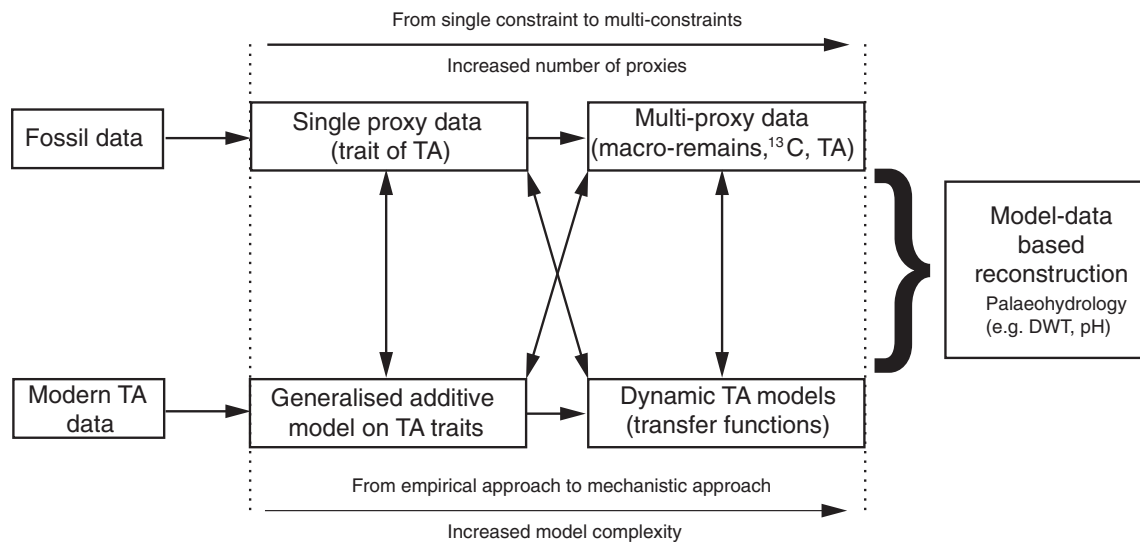 From single constraint to multi-constraints
Increased number of proxies
Fossil data
Single proxy data
(trait of TA)
Multi-proxy data
(macro-remains,¹³C, TA)
Model-data
based
reconstruction
Palaeohydrology
(e.g. DWT, pH)
Modern TA
data
Generalised additive
model on TA traits
Dynamic TA models
(transfer functions)
From empirical approach to mechanistic approach
Increased model complexity